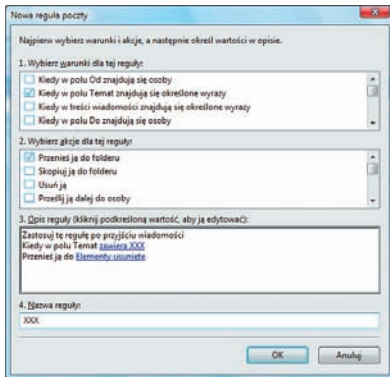 Nowa reguła poczty
Najpierw wybierz warunki i akcje, a następnie określ wartości w opisie.
1. Wybierz warunki dla tej reguły:
Kiedy w polu Od znajdują się osoby
Kiedy w polu Temat znajdują się określone wyrazy
Kiedy w treści wiadomości znajdują się określone wyrazy
Kiedy w polu Do znajdują się osoby
2. Wybierz akcje dla tej reguły:
Przenieś ją do folderu
Skopiuj ją do folderu
Usuń ją
Prześlij ją dalej do osoby
3. Opis reguły (kliknij podkreśloną wartość, aby ją edytować):
Zastosuj tę regułę po przyjściu wiadomości
Kiedy w polu Temat zawiera XXX
Przenieś ją do Elementy usunięte
4. Nazwa reguły:
XXX
OK Anuluj